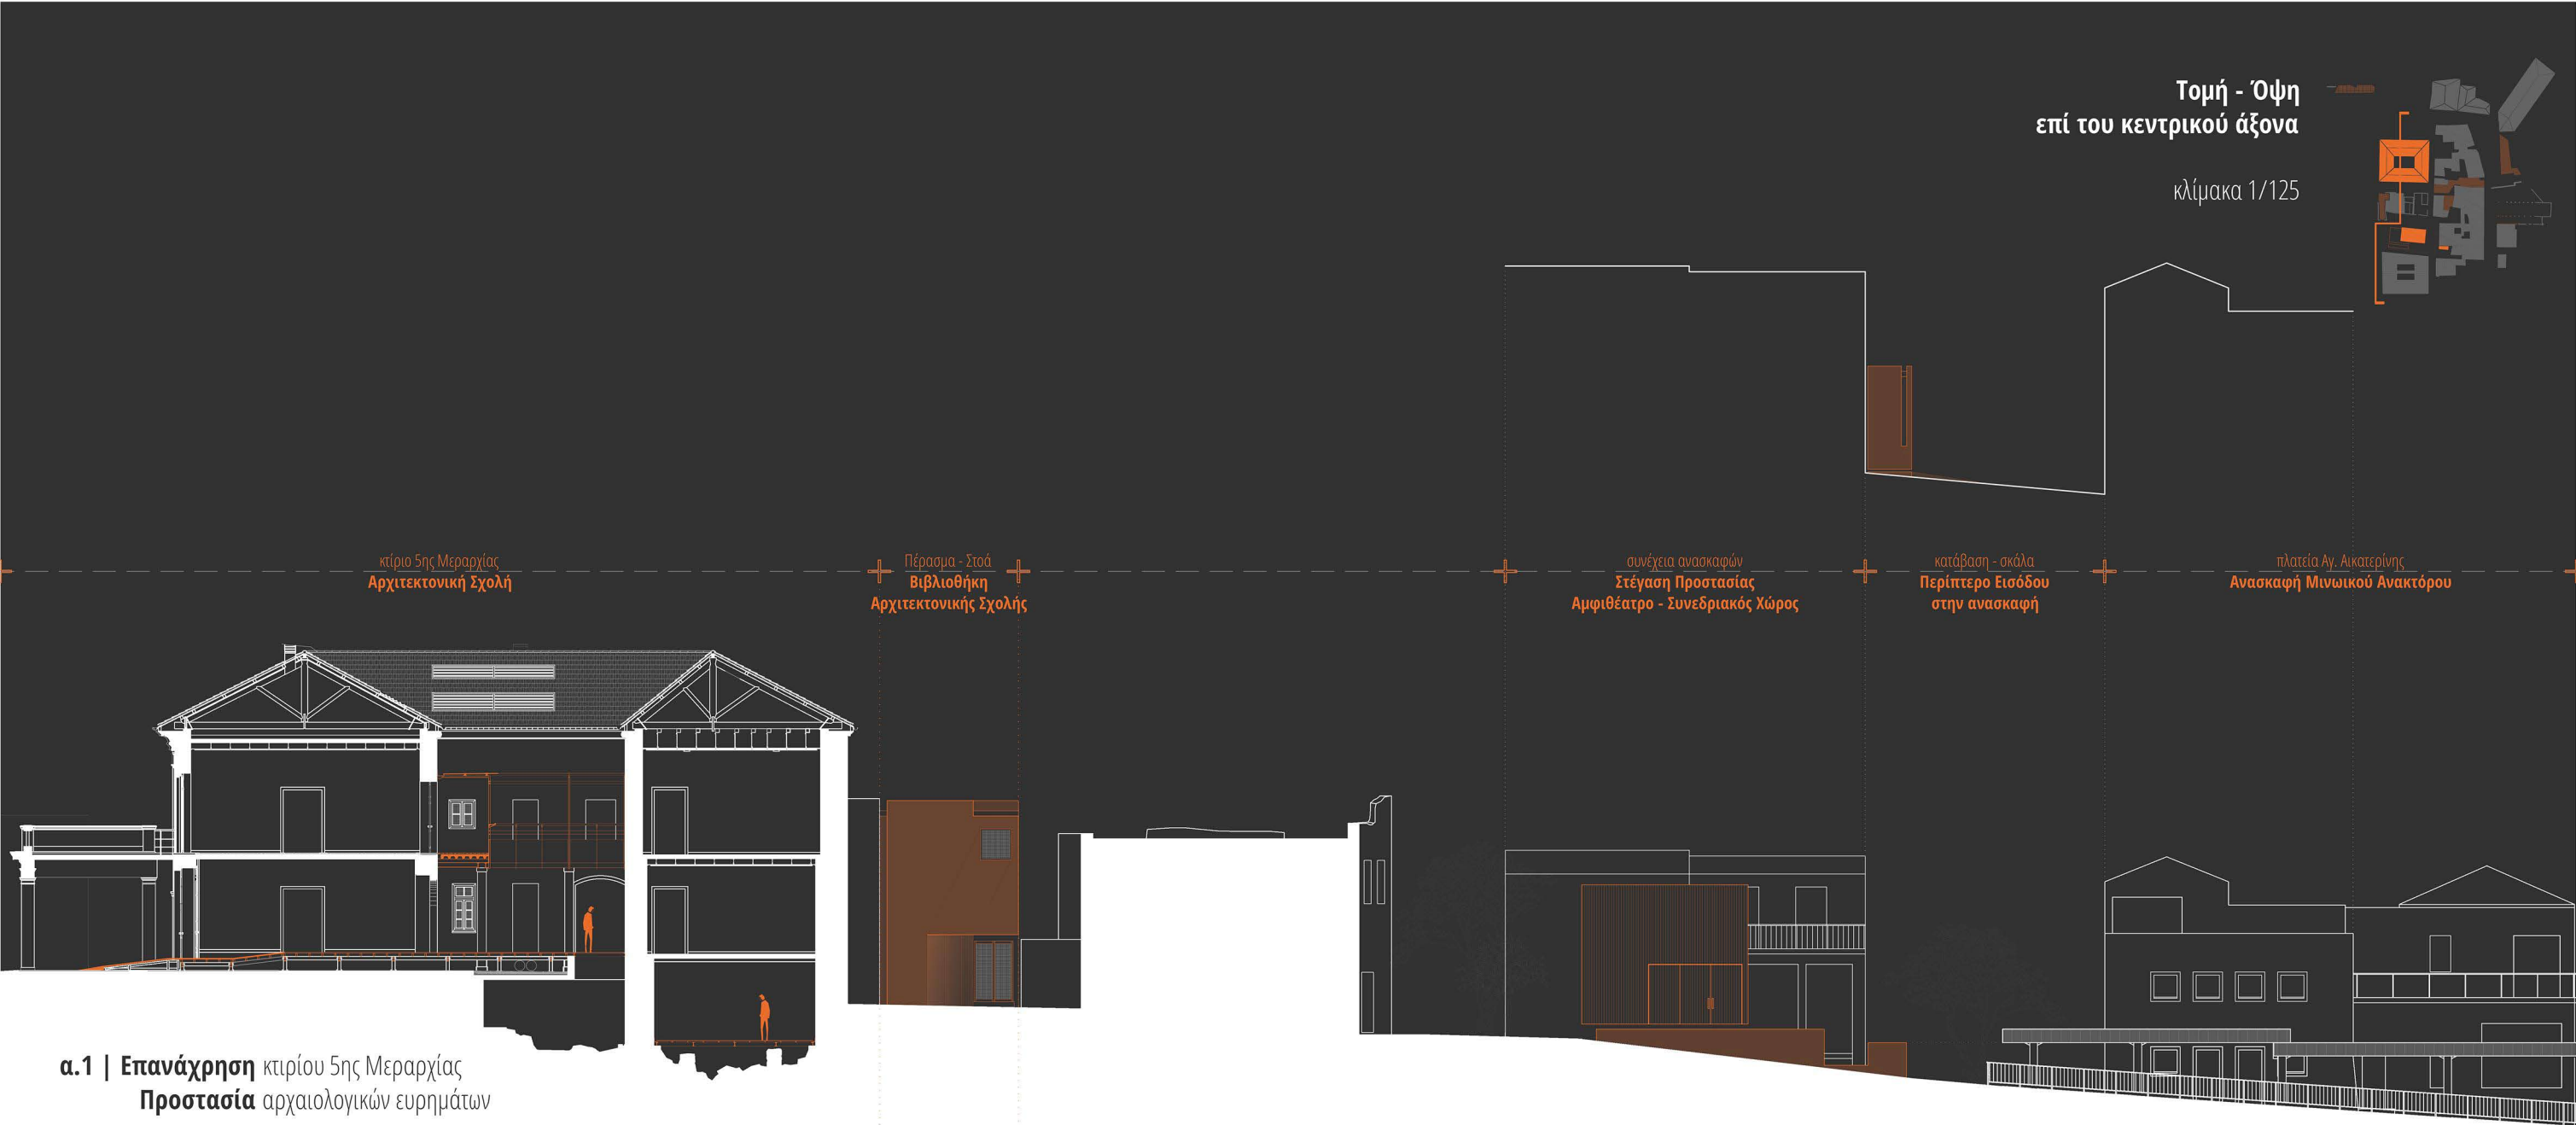 Τομή - Όψη
επί του κεντρικού άξονα
κλίμακα 1/125
κτίριο 5ης Μεραρχίας
Αρχιτεκτονική Σχολή
Πέρασμα - Στοά
Βιβλιοθήκη
Αρχιτεκτονικής Σχολής
συνέχεια ανασκαφών
Στέγαση Προστασίας
Αμφιθέατρο - Συνεδριακός Χώρος
κατάβαση - σκάλα
Περίπτερο Εισόδου
στην ανασκαφή
πλατεία Αγ. Αικατερίνης
Ανασκαφή Μινωικού Ανακτόρου
α.1 | Επανάχρηση κτιρίου 5ης Μεραρχίας
Προστασία αρχαιολογικών ευρημάτων